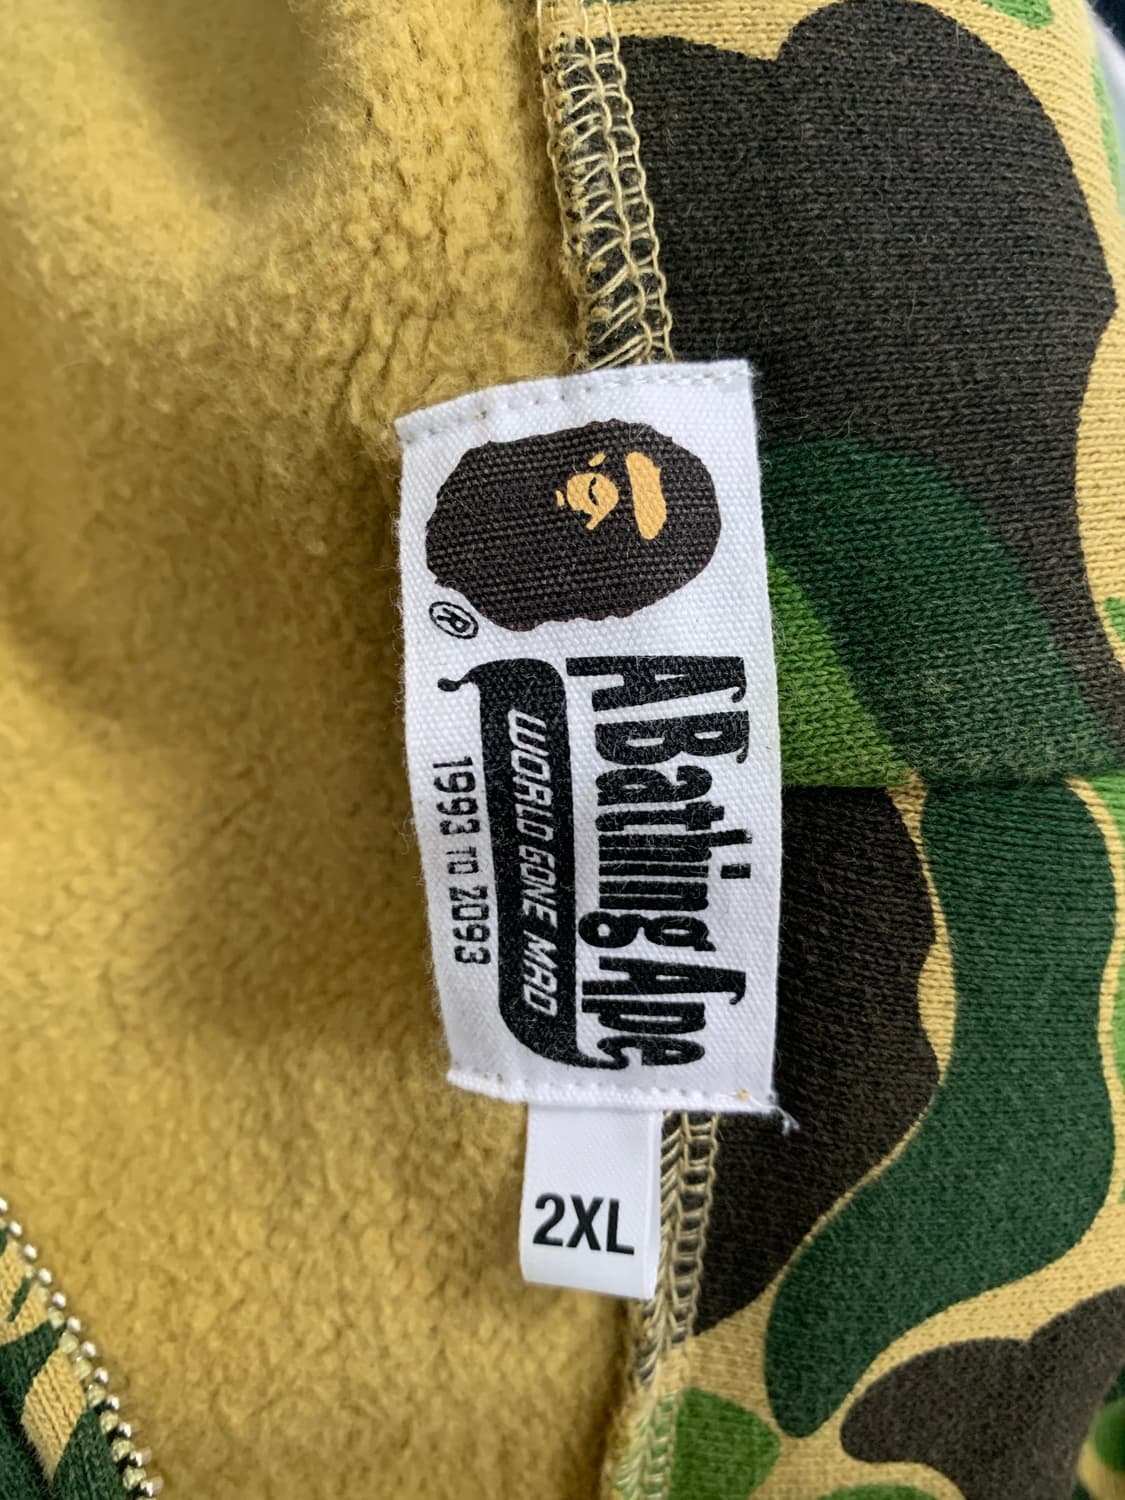 ®
A Bathing Ape
WORLD GONE MAD
1993 TO 2093
2XL